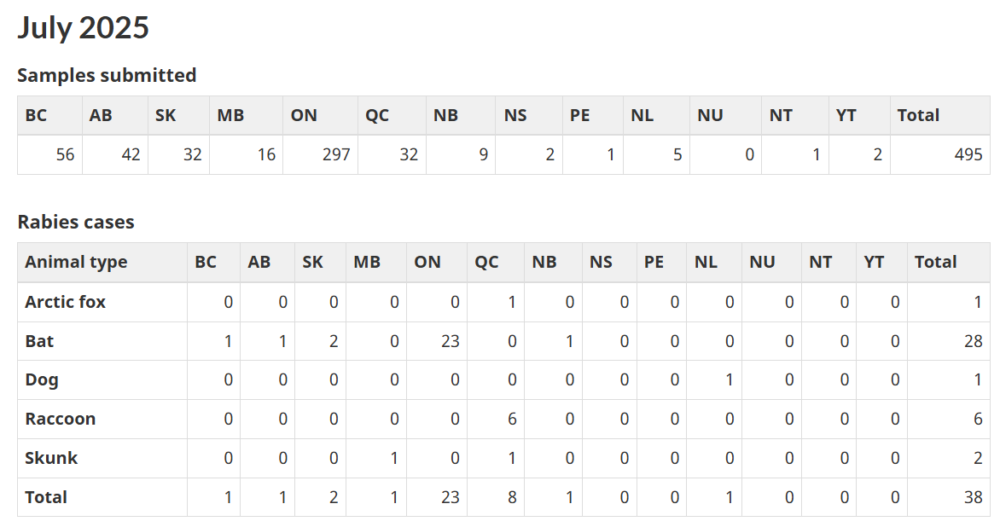 July 2025
Samples submitted
BC AB SK MB ON QC NB NS PE NL NU NT YT Total
56 42 32 16 297 32 9 2 1 5 0 1 2 495
Rabies cases
Animal type BC AB SK MB ON QC NB NS PE NL NU NT YT Total
Arctic fox 0 0 0 0 0 1 0 0 0 0 0 0 0 1
Bat 1 1 2 0 23 0 1 0 0 0 0 0 0 28
Dog 0 0 0 0 0 0 0 0 0 1 0 0 0 1
Raccoon 0 0 0 0 0 6 0 0 0 0 0 0 0 6
Skunk 0 0 0 1 0 1 0 0 0 0 0 0 0 2
Total 1 1 2 1 23 8 1 0 0 1 0 0 0 38